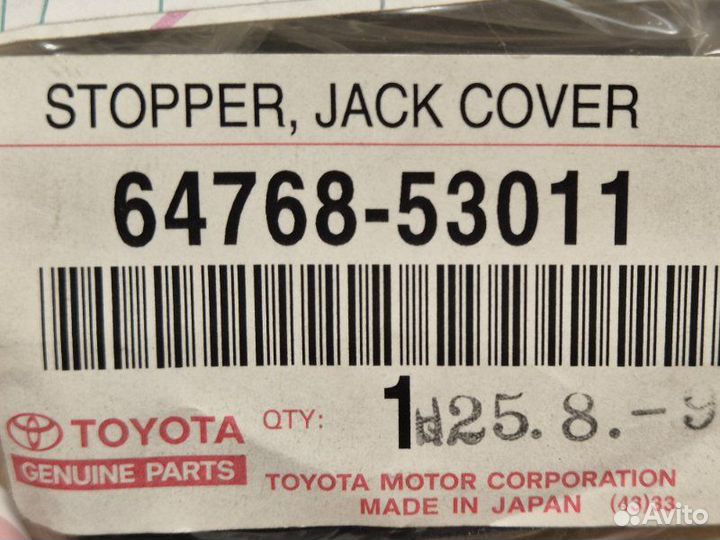 STOPPER, JACK COVER
64768-53011
TOYOTA
GENUINE PARTS
QTY: 1
25. 8. -9
TOYOTA MOTOR CORPORATION
MADE IN JAPAN (43)33
Avito